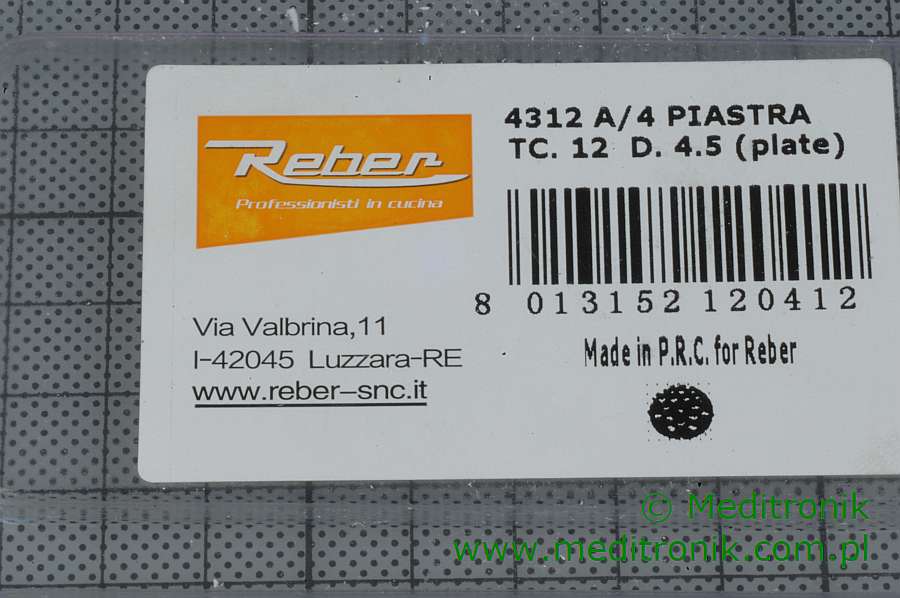 Reber
Professionisti in cucina
4312 A/4 PIASTRA
TC. 12 D. 4.5 (plate)
8 013152 120412
Made in P.R.C. for Reber
Via Valbrina,11
I-42045 Luzzara-RE
www.reber-snc.it
© Meditronik
www.meditronik.com.pl